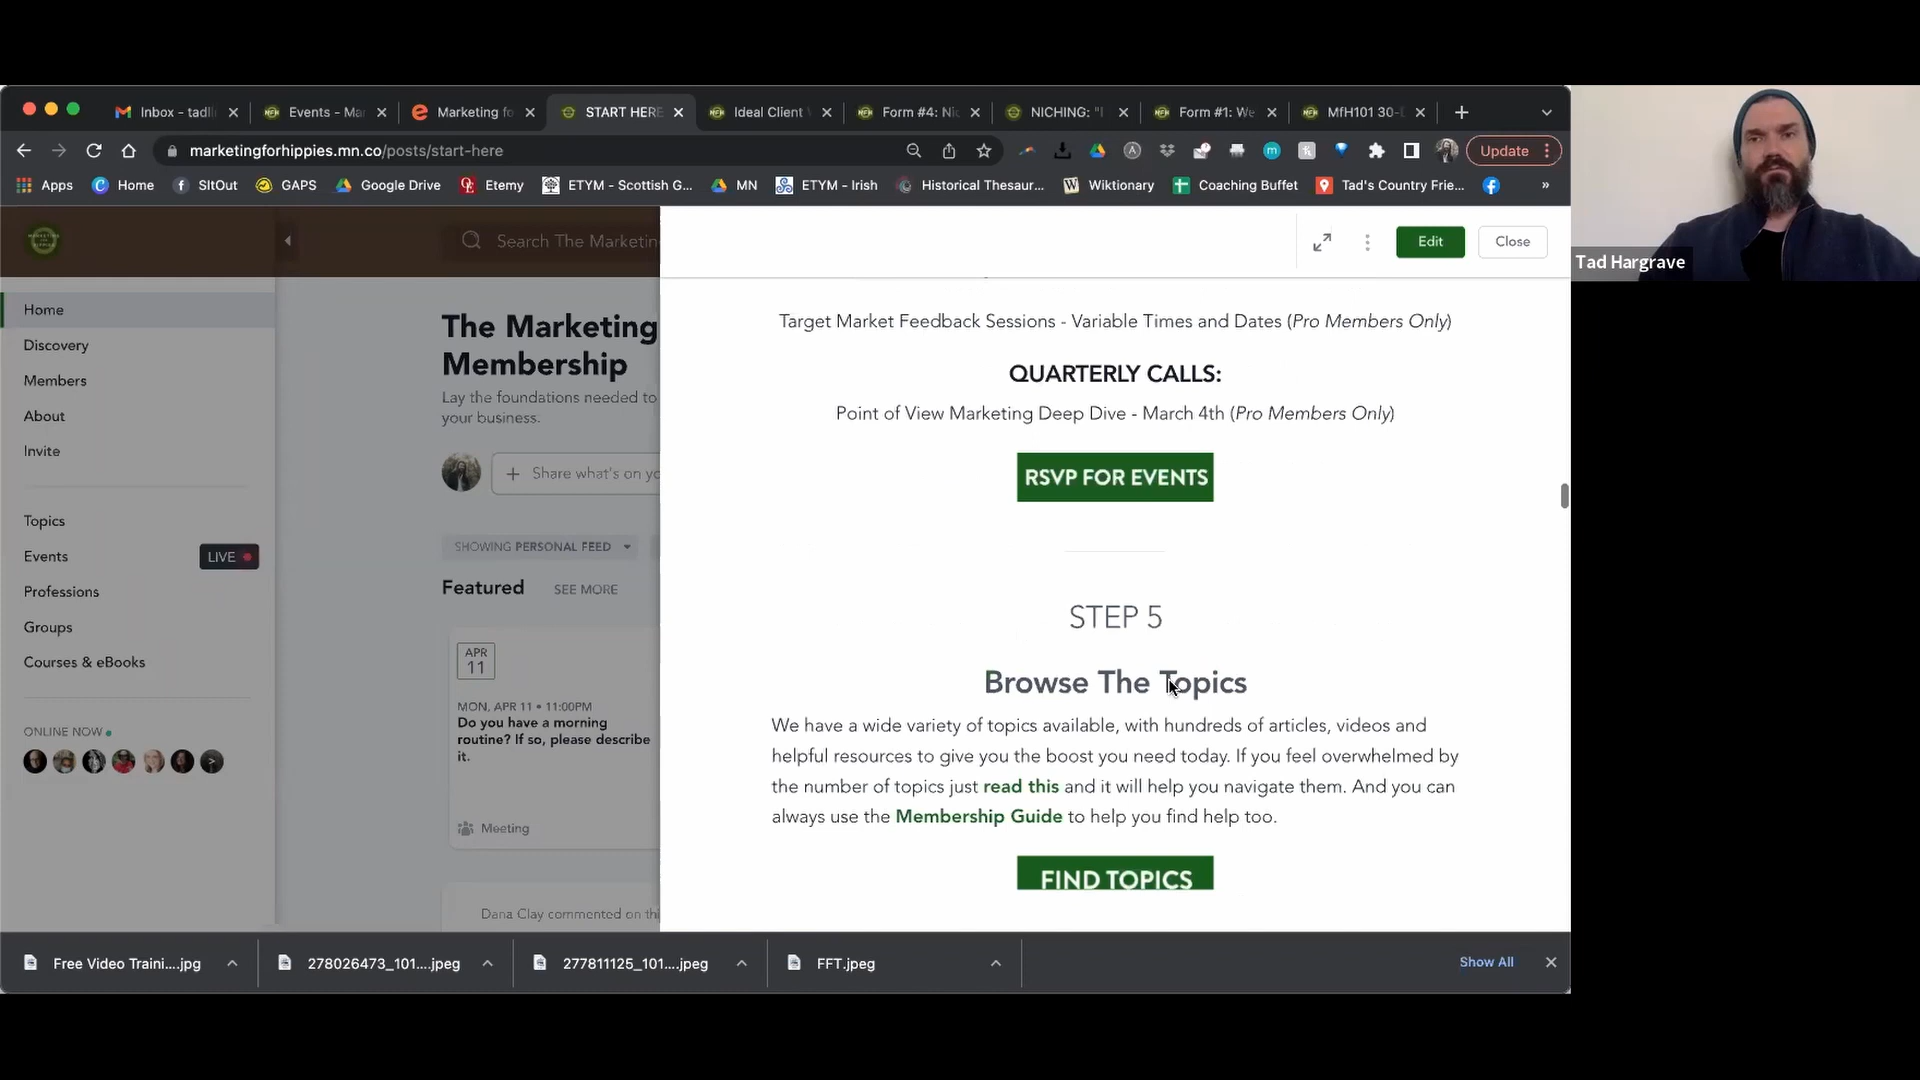 Inbox - tadl
Events - Ma
Marketing fo
START HERE
Ideal Client
Form #4: Nic
NICHING: "I
Form #1: We
MfH101 30-
marketingforhippies.mn.co/posts/start-here
Update
Apps
Home
SItOut
GAPS
Google Drive
Etemy
ETYM - Scottish G...
MN
ETYM - Irish
Historical Thesaur...
Wiktionary
Coaching Buffet
Tad's Country Frie...
»
Search The Marketin
Edit
Close
Tad Hargrave
Home
Discovery
Members
About
Invite
Topics
Events
LIVE
Professions
Groups
Courses & eBooks
ONLINE NOW
The Marketing
Membership
Lay the foundations needed to
your business.
+ Share what's on yo
SHOWING PERSONAL FEED
Featured
SEE MORE
APR
11
MON, APR 11 • 11:00PM
Do you have a morning
routine? If so, please describe
it.
Meeting
Dana Clay commented on thi
Target Market Feedback Sessions - Variable Times and Dates (Pro Members Only)
QUARTERLY CALLS:
Point of View Marketing Deep Dive - March 4th (Pro Members Only)
RSVP FOR EVENTS
STEP 5
Browse The Topics
We have a wide variety of topics available, with hundreds of articles, videos and
helpful resources to give you the boost you need today. If you feel overwhelmed by
the number of topics just read this and it will help you navigate them. And you can
always use the Membership Guide to help you find help too.
FIND TOPICS
Free Video Traini....jpg
278026473_101....jpeg
277811125_101....jpeg
FFT.jpeg
Show All